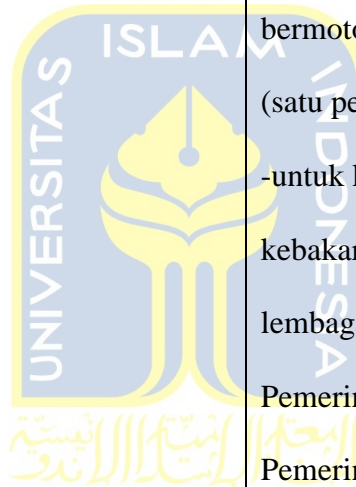 ISLAM
UNIVERSITAS
INDONESIA
bermoto
(satu pe
-untuk
kebakar
lembag
Pemerin
Pemerin